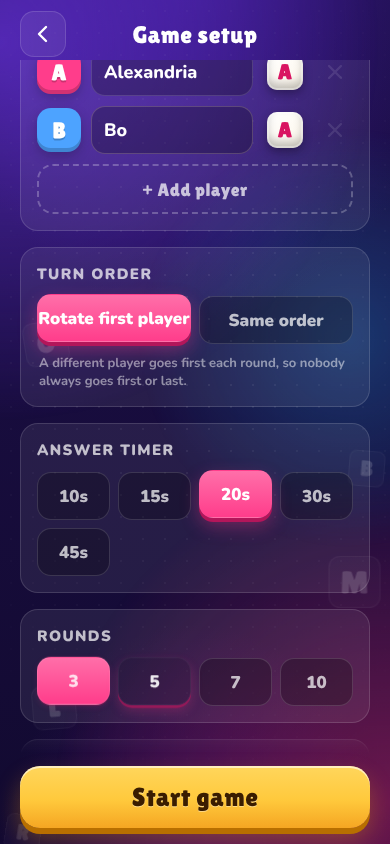 Game setup
A Alexandria A
B Bo A
+ Add player
TURN ORDER
Rotate first player Same order
A different player goes first each round, so nobody
always goes first or last.
ANSWER TIMER
10s 15s 20s 30s
B
45s
M
ROUNDS
3 5 7 10
L
Start game